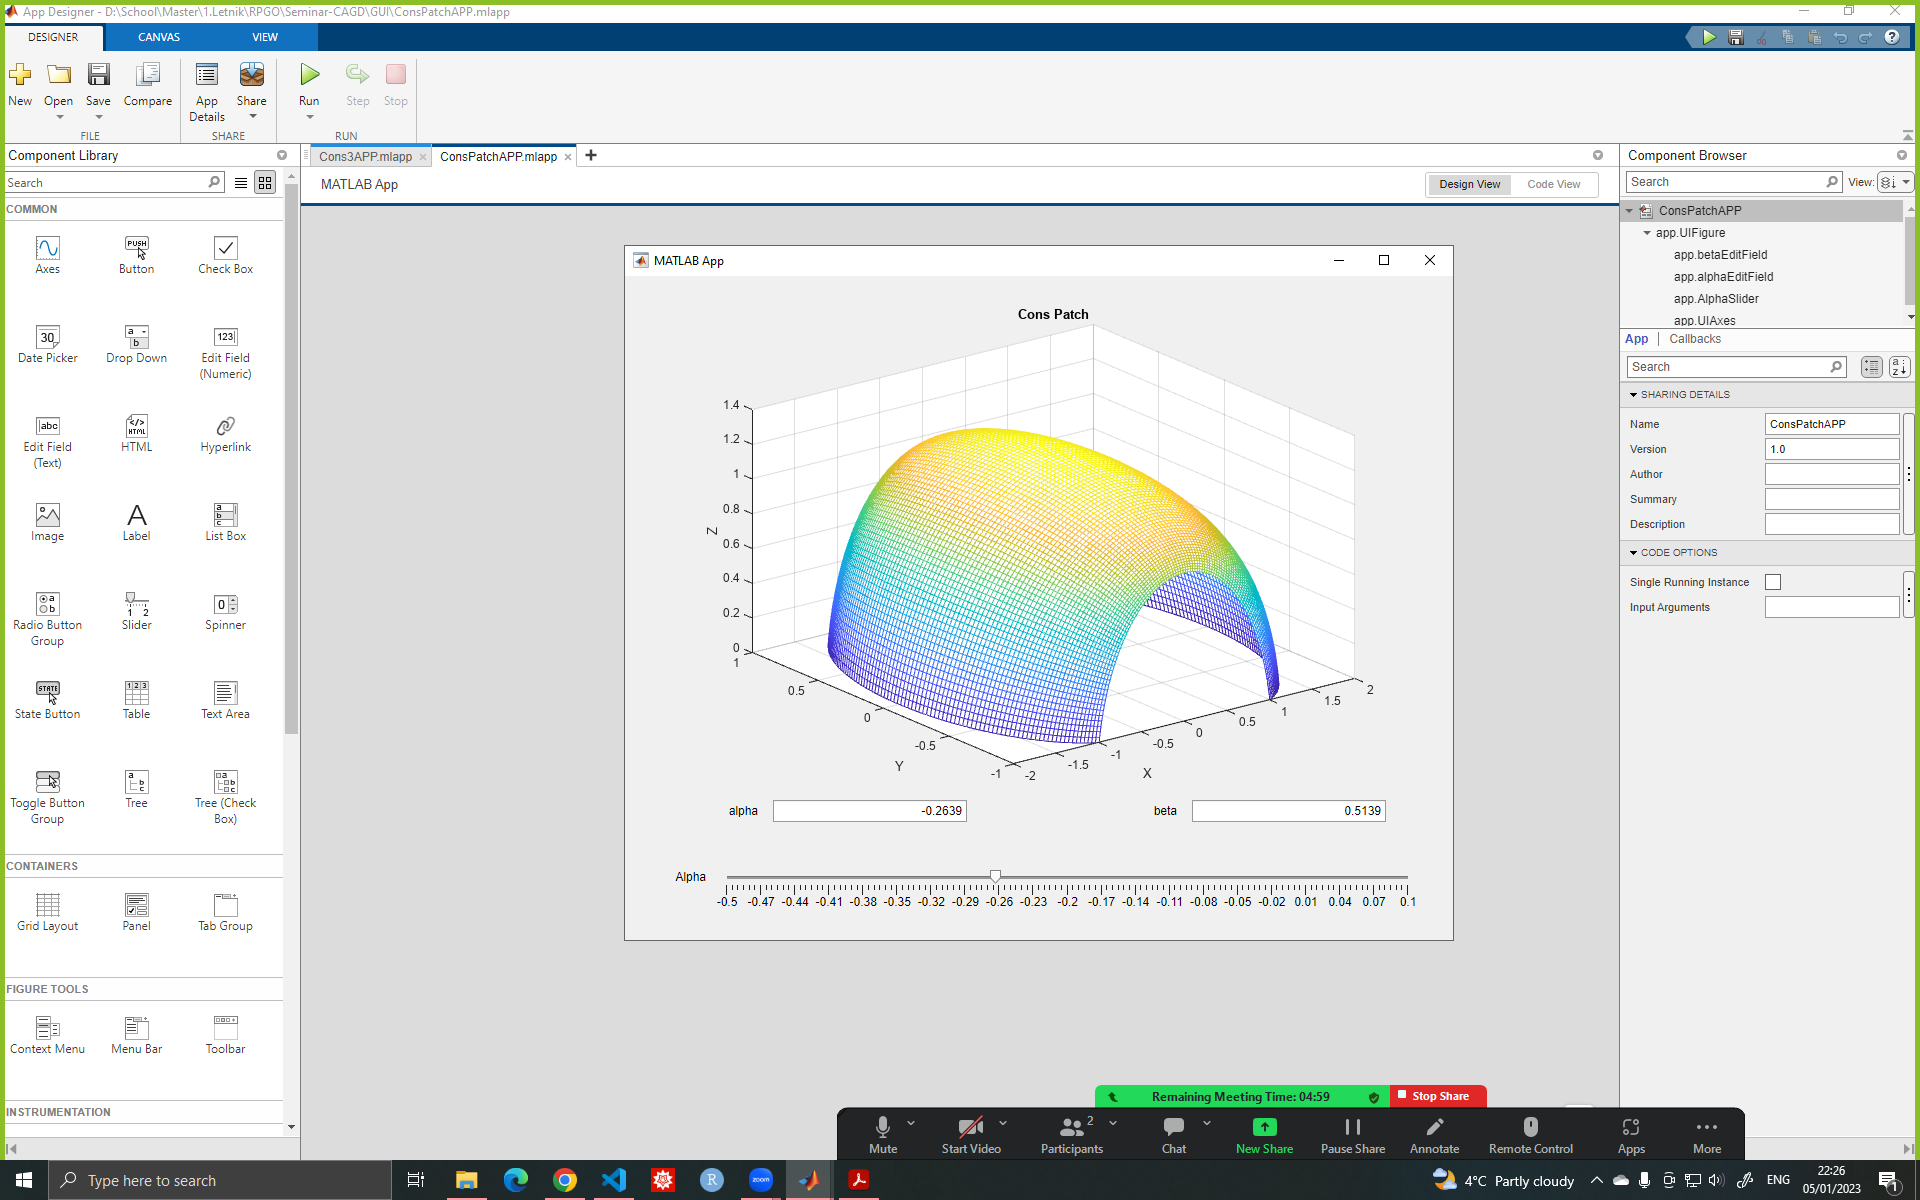 App Designer - D:\School\Master\1.Letnik\RPGO\Seminar-CAGD\GUI\ConsPatchAPP.mlapp
DESIGNER CANVAS VIEW
New Open Save Compare App Details Share Run Step Stop
FILE SHARE RUN
Component Library
Search
COMMON
Axes Button Check Box
30 Date Picker Drop Down 123 Edit Field (Numeric)
abc Edit Field (Text) HTML Hyperlink
Image Label List Box
Radio Button Group Slider Spinner
State Button Table Text Area
Toggle Button Group Tree Tree (Check Box)
CONTAINERS
Grid Layout Panel Tab Group
FIGURE TOOLS
Context Menu Menu Bar Toolbar
INSTRUMENTATION
Cons3APP.mlapp ConsPatchAPP.mlapp
MATLAB App Design View Code View
MATLAB App
Cons Patch
1.4
1.2
1
0.8
Z
0.6
0.4
0.2
0
1
0.5
0
-0.5
-1
Y
-2
-1.5
-1
-0.5
0
0.5
1
1.5
2
X
alpha -0.2639 beta 0.5139
Alpha
-0.5 -0.47 -0.44 -0.41 -0.38 -0.35 -0.32 -0.29 -0.26 -0.23 -0.2 -0.17 -0.14 -0.11 -0.08 -0.05 -0.02 0.01 0.04 0.07 0.1
Component Browser
Search View:
ConsPatchAPP
app.UIFigure
app.betaEditField
app.alphaEditField
app.AlphaSlider
app.UIAxes
App Callbacks
Search
SHARING DETAILS
Name ConsPatchAPP
Version 1.0
Author
Summary
Description
CODE OPTIONS
Single Running Instance
Input Arguments
Remaining Meeting Time: 04:59 Stop Share
Mute Start Video Participants 2 Chat New Share Pause Share Annotate Remote Control Apps More
Type here to search
zoom
4°C Partly cloudy ENG 22:26
05/01/2023
1